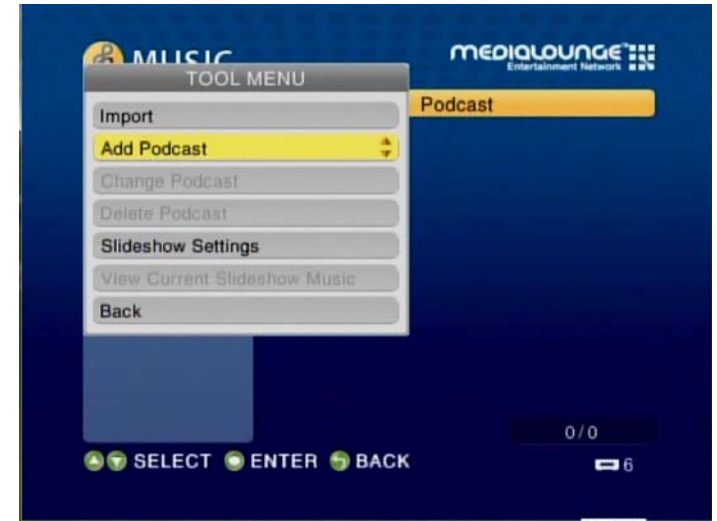 MUSIC
MEDIALOUNGE
Entertainment Network
TOOL MENU
Podcast
Import
Add Podcast
Change Podcast
Delete Podcast
Slideshow Settings
View Current Slideshow Music
Back
0/0
SELECT ENTER BACK
6